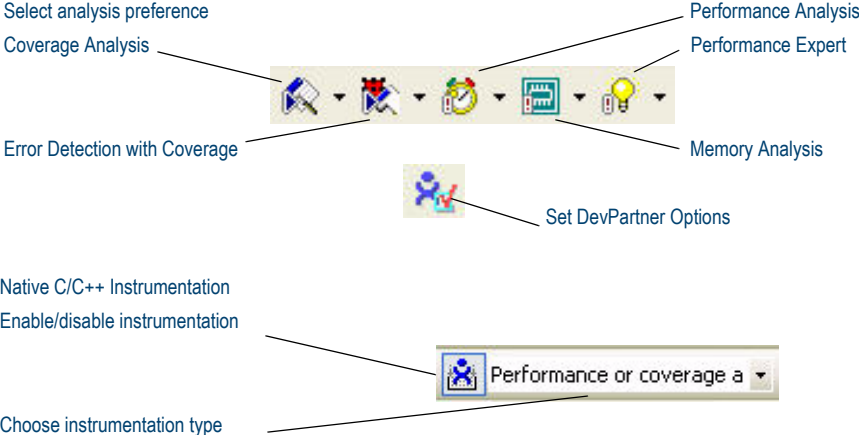 Select analysis preference
Performance Analysis
Coverage Analysis
Performance Expert
Error Detection with Coverage
Memory Analysis
Set DevPartner Options
Native C/C++ Instrumentation
Enable/disable instrumentation
Performance or coverage a
Choose instrumentation type